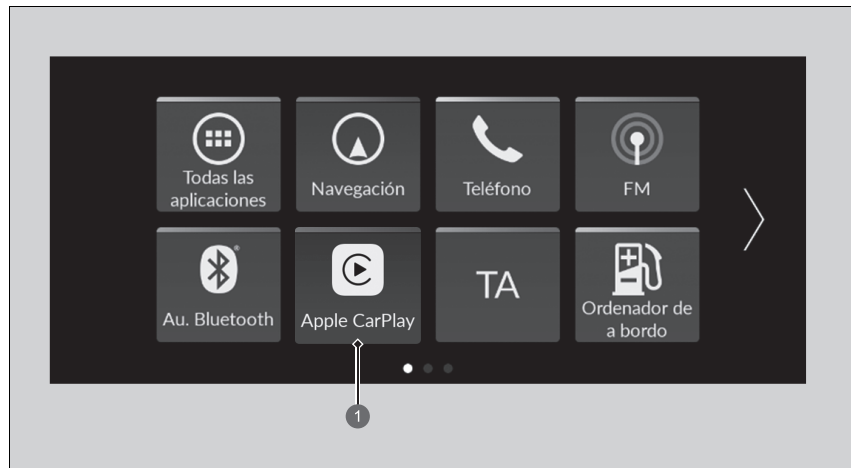 Todas las
aplicaciones
Navegación
Teléfono
FM
Au. Bluetooth
Apple CarPlay
TA
Ordenador de
a bordo
1